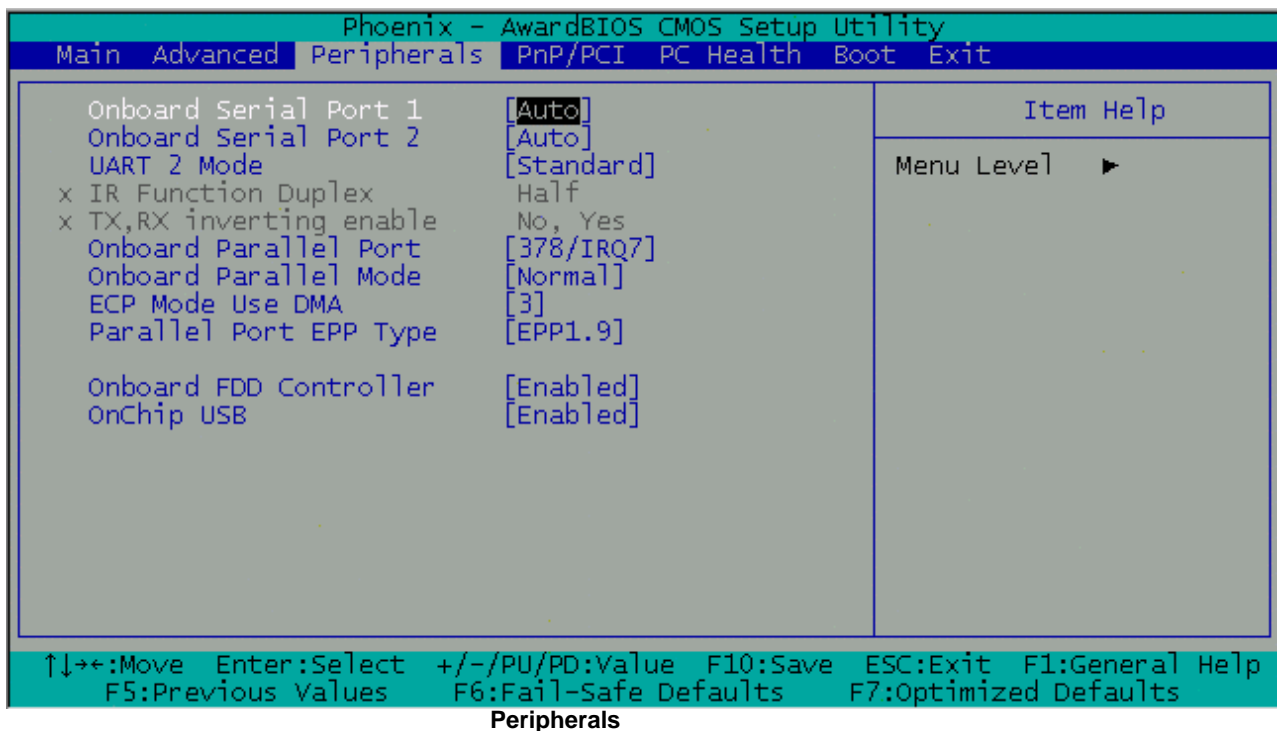 Phoenix - AwardBIOS CMOS Setup Utility
Main Advanced Peripherals PnP/PCI PC Health Boot Exit
Onboard Serial Port 1 [Auto]
Onboard Serial Port 2 [Auto]
UART 2 Mode [Standard]
x IR Function Duplex Half
x TX,RX inverting enable No, Yes
Onboard Parallel Port [378/IRQ7]
Onboard Parallel Mode [Normal]
ECP Mode Use DMA [3]
Parallel Port EPP Type [EPP1.9]
Onboard FDD Controller [Enabled]
OnChip USB [Enabled]
Item Help
Menu Level ►
↑↓→←:Move Enter:Select +/-/PU/PD:Value F10:Save ESC:Exit F1:General Help
F5:Previous Values F6:Fail-Safe Defaults F7:Optimized Defaults
Peripherals